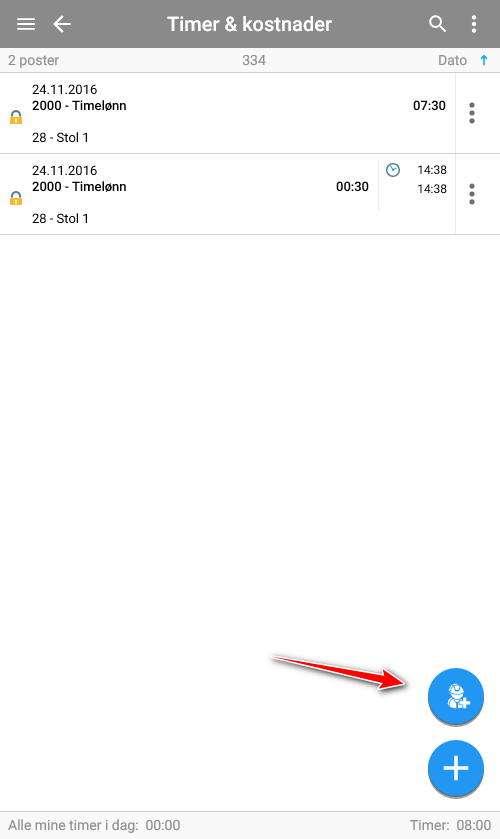 Timer & kostnader
2 poster 334 Dato
24.11.2016
2000 - Timelønn 07:30
28 - Stol 1
24.11.2016 14:38
2000 - Timelønn 00:30 14:38
28 - Stol 1
Alle mine timer i dag: 00:00 Timer: 08:00